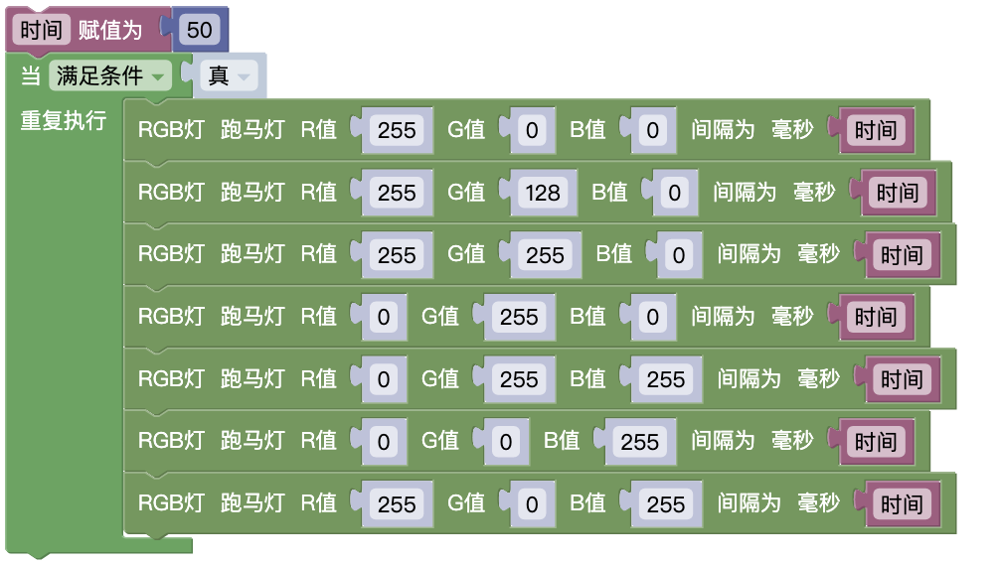 时间 赋值为 50
当 满足条件 真
重复执行
RGB灯 跑马灯 R值 255 G值 0 B值 0 间隔为 毫秒 时间
RGB灯 跑马灯 R值 255 G值 128 B值 0 间隔为 毫秒 时间
RGB灯 跑马灯 R值 255 G值 255 B值 0 间隔为 毫秒 时间
RGB灯 跑马灯 R值 0 G值 255 B值 0 间隔为 毫秒 时间
RGB灯 跑马灯 R值 0 G值 255 B值 255 间隔为 毫秒 时间
RGB灯 跑马灯 R值 0 G值 0 B值 255 间隔为 毫秒 时间
RGB灯 跑马灯 R值 255 G值 0 B值 255 间隔为 毫秒 时间